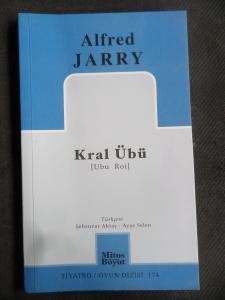 Alfred
JARRY
Kral Übü
[Ubu Roi]
Türkçesi
Şehsuvar Aktaş - Ayşe Selen
Mitos
Boyut
TİYATRO / OYUN DİZİSİ 174